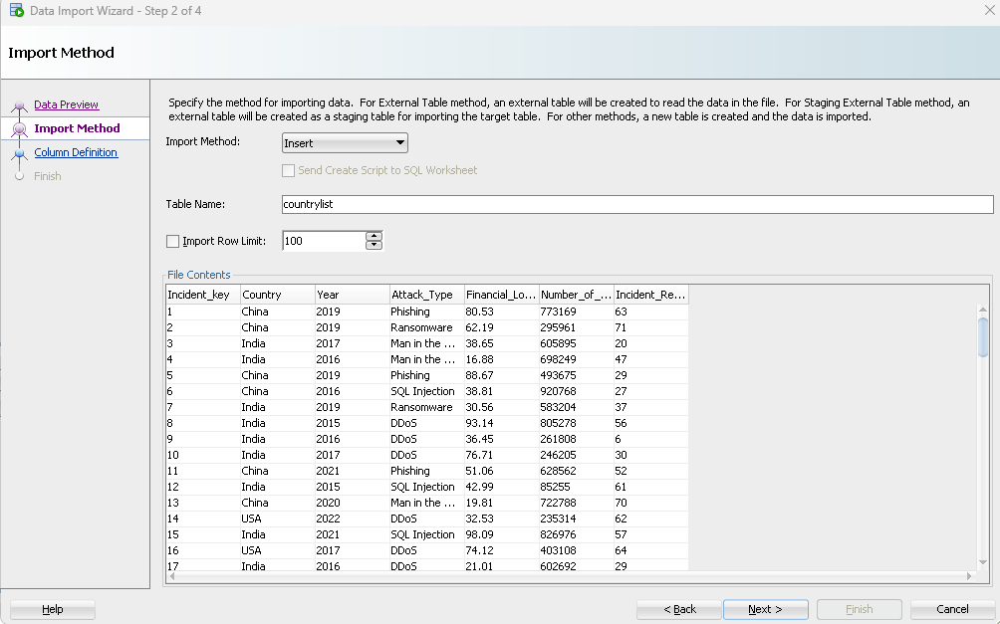 Data Import Wizard - Step 2 of 4
Import Method
Data Preview
Import Method
Column Definition
Finish
Specify the method for importing data. For External Table method, an external table will be created to read the data in the file. For Staging External Table method, an
external table will be created as a staging table for importing the target table. For other methods, a new table is created and the data is imported.
Import Method: Insert
Send Create Script to SQL Worksheet
Table Name: countrylist
Import Row Limit: 100
File Contents
Incident_key Country Year Attack_Type Financial_Lo... Number_of_... Incident_Re...
1 China 2019 Phishing 80.53 773169 63
2 China 2019 Ransomware 62.19 295961 71
3 India 2017 Man in the ... 38.65 605895 20
4 India 2016 Man in the ... 16.88 698249 47
5 China 2019 Phishing 88.67 493675 29
6 China 2016 SQL Injection 38.81 920768 27
7 India 2019 Ransomware 30.56 583204 37
8 India 2015 DDoS 93.14 805278 56
9 India 2016 DDoS 36.45 261808 6
10 India 2017 DDoS 76.71 246205 30
11 China 2021 Phishing 51.06 628562 52
12 India 2015 SQL Injection 42.99 85255 61
13 China 2020 Man in the ... 19.81 722788 70
14 USA 2022 DDoS 32.53 235314 62
15 India 2021 SQL Injection 98.09 826976 57
16 USA 2017 DDoS 74.12 403108 64
17 India 2016 DDoS 21.01 602692 29
Help
< Back
Next >
Finish
Cancel